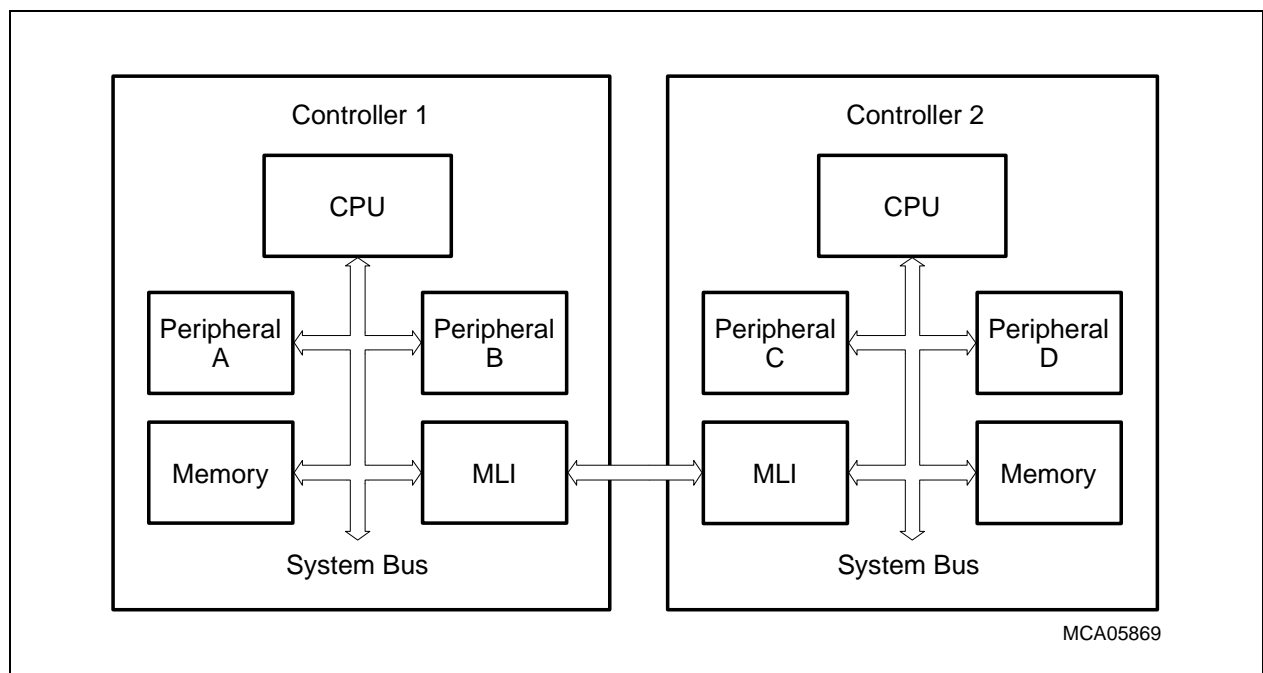 Controller 1
CPU
Peripheral
A
Peripheral
B
Memory
MLI
System Bus
Controller 2
CPU
Peripheral
C
Peripheral
D
MLI
Memory
System Bus
MCA05869